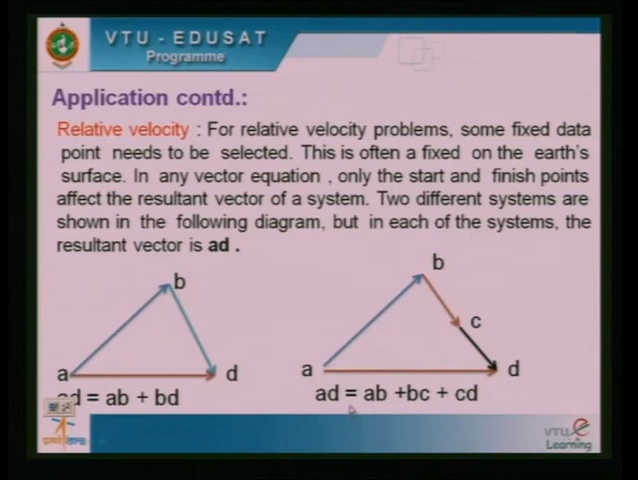 VTU - EDUSAT
Programme
Application contd.:
Relative velocity : For relative velocity problems, some fixed data
point needs to be selected. This is often a fixed on the earth's
surface. In any vector equation , only the start and finish points
affect the resultant vector of a system. Two different systems are
shown in the following diagram, but in each of the systems, the
resultant vector is ad .
b
a
d
ad = ab + bd
b
c
a
d
ad = ab +bc + cd
VTU e
Learning